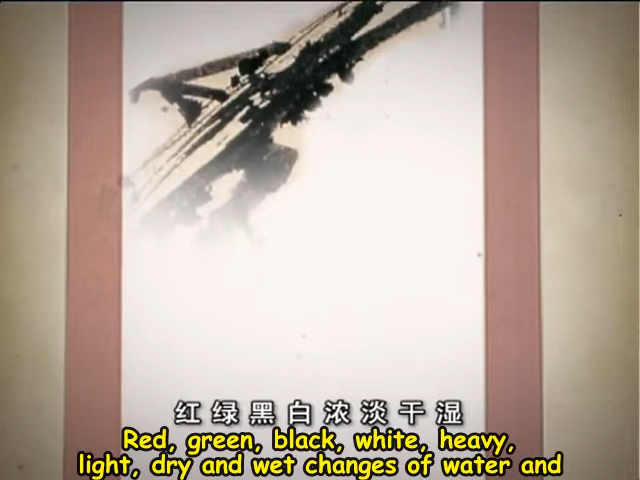 红绿黑白浓淡干湿
Red, green, black, white, heavy,
light, dry and wet changes of water and